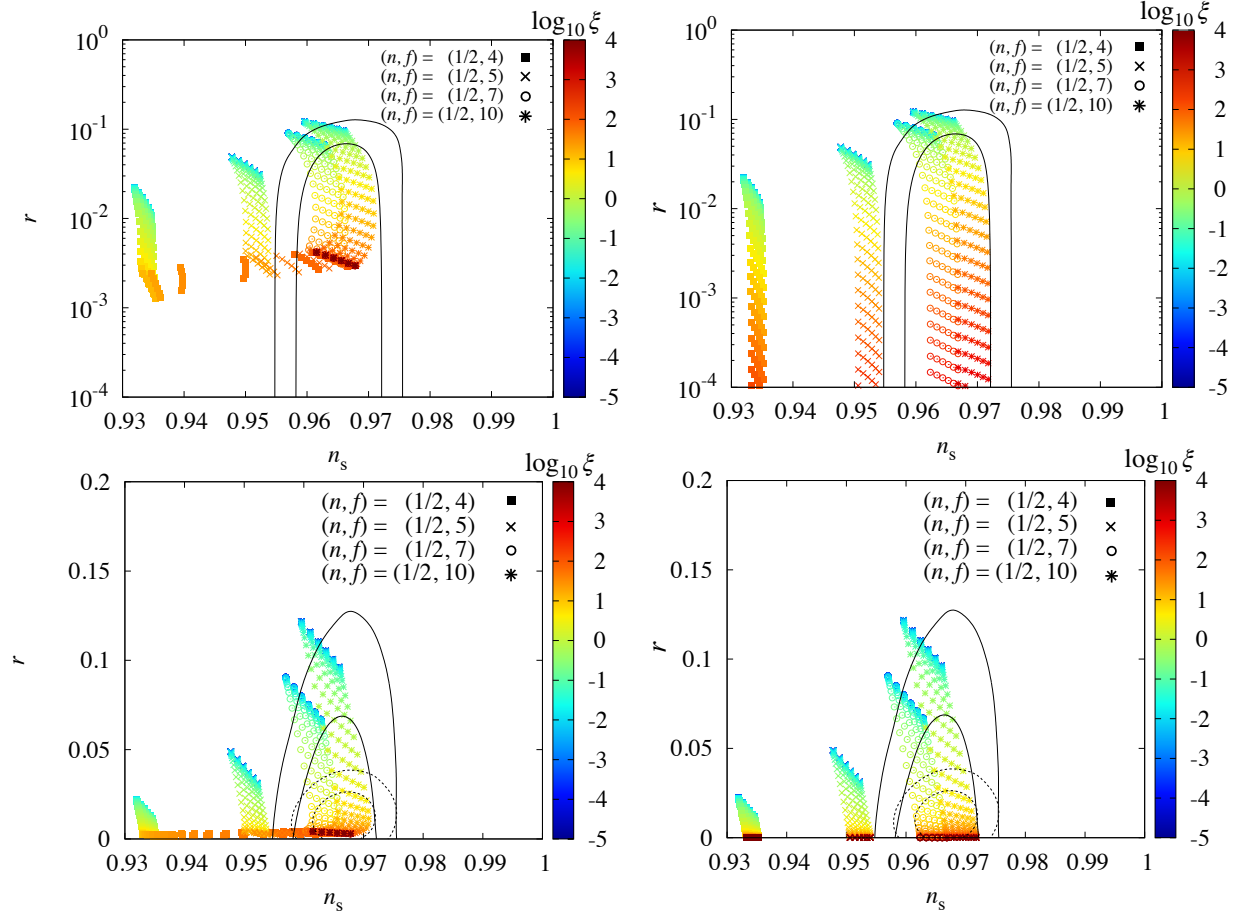 log₁₀ ξ
10⁰
(n, f) = (1/2, 4)
(n, f) = (1/2, 5)
(n, f) = (1/2, 7)
(n, f) = (1/2, 10)
10⁻¹
10⁻²
10⁻³
10⁻⁴
r
0.93 0.94 0.95 0.96 0.97 0.98 0.99 1
nₛ
4
3
2
1
0
-1
-2
-3
-4
-5
log₁₀ ξ
10⁰
(n, f) = (1/2, 4)
(n, f) = (1/2, 5)
(n, f) = (1/2, 7)
(n, f) = (1/2, 10)
10⁻¹
10⁻²
10⁻³
10⁻⁴
r
0.93 0.94 0.95 0.96 0.97 0.98 0.99 1
nₛ
4
3
2
1
0
-1
-2
-3
-4
-5
log₁₀ ξ
0.2
(n, f) = (1/2, 4)
(n, f) = (1/2, 5)
(n, f) = (1/2, 7)
(n, f) = (1/2, 10)
0.15
0.1
0.05
0
r
0.93 0.94 0.95 0.96 0.97 0.98 0.99 1
nₛ
4
3
2
1
0
-1
-2
-3
-4
-5
log₁₀ ξ
0.2
(n, f) = (1/2, 4)
(n, f) = (1/2, 5)
(n, f) = (1/2, 7)
(n, f) = (1/2, 10)
0.15
0.1
0.05
0
r
0.93 0.94 0.95 0.96 0.97 0.98 0.99 1
nₛ
4
3
2
1
0
-1
-2
-3
-4
-5